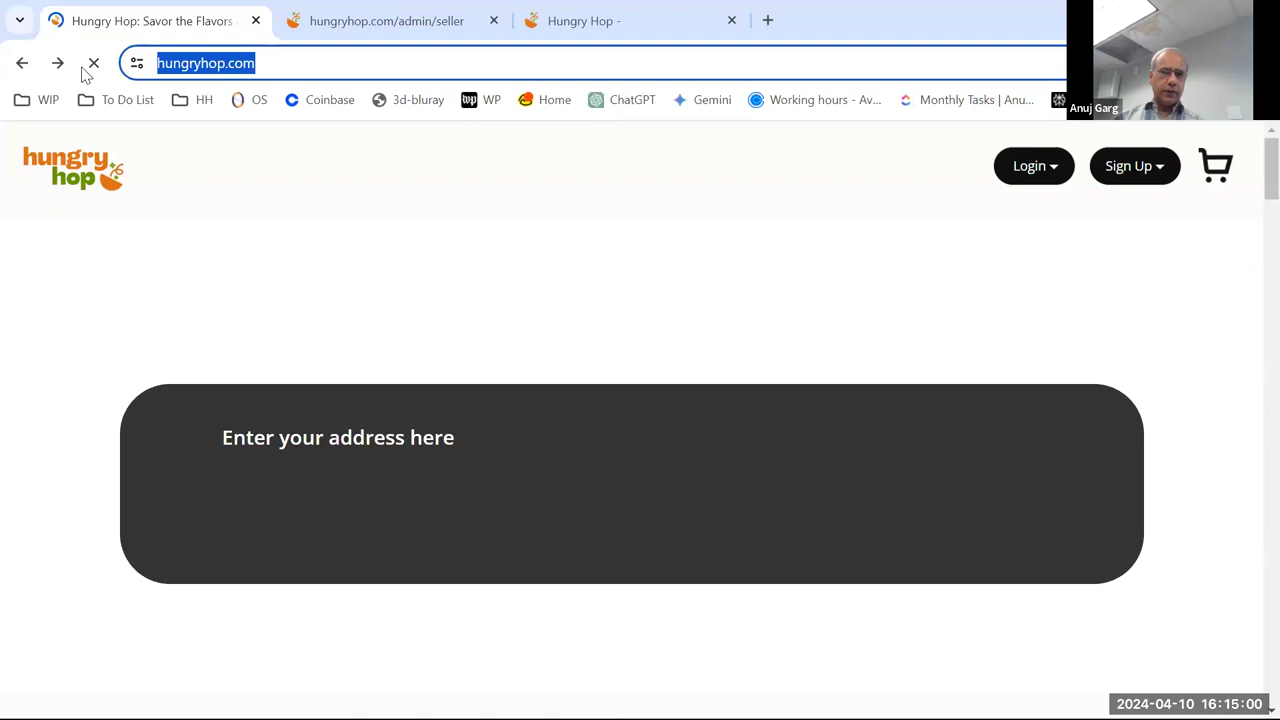 Hungry Hop: Savor the Flavors
hungryhop.com/admin/seller
Hungry Hop -
hungryhop.com
WIP
To Do List
HH
OS
Coinbase
3d-bluray
WP
Home
ChatGPT
Gemini
Working hours - Av...
Monthly Tasks | Anu...
Anuj Garg
hungry
hop
Login
Sign Up
Enter your address here
2024-04-10 16:15:00